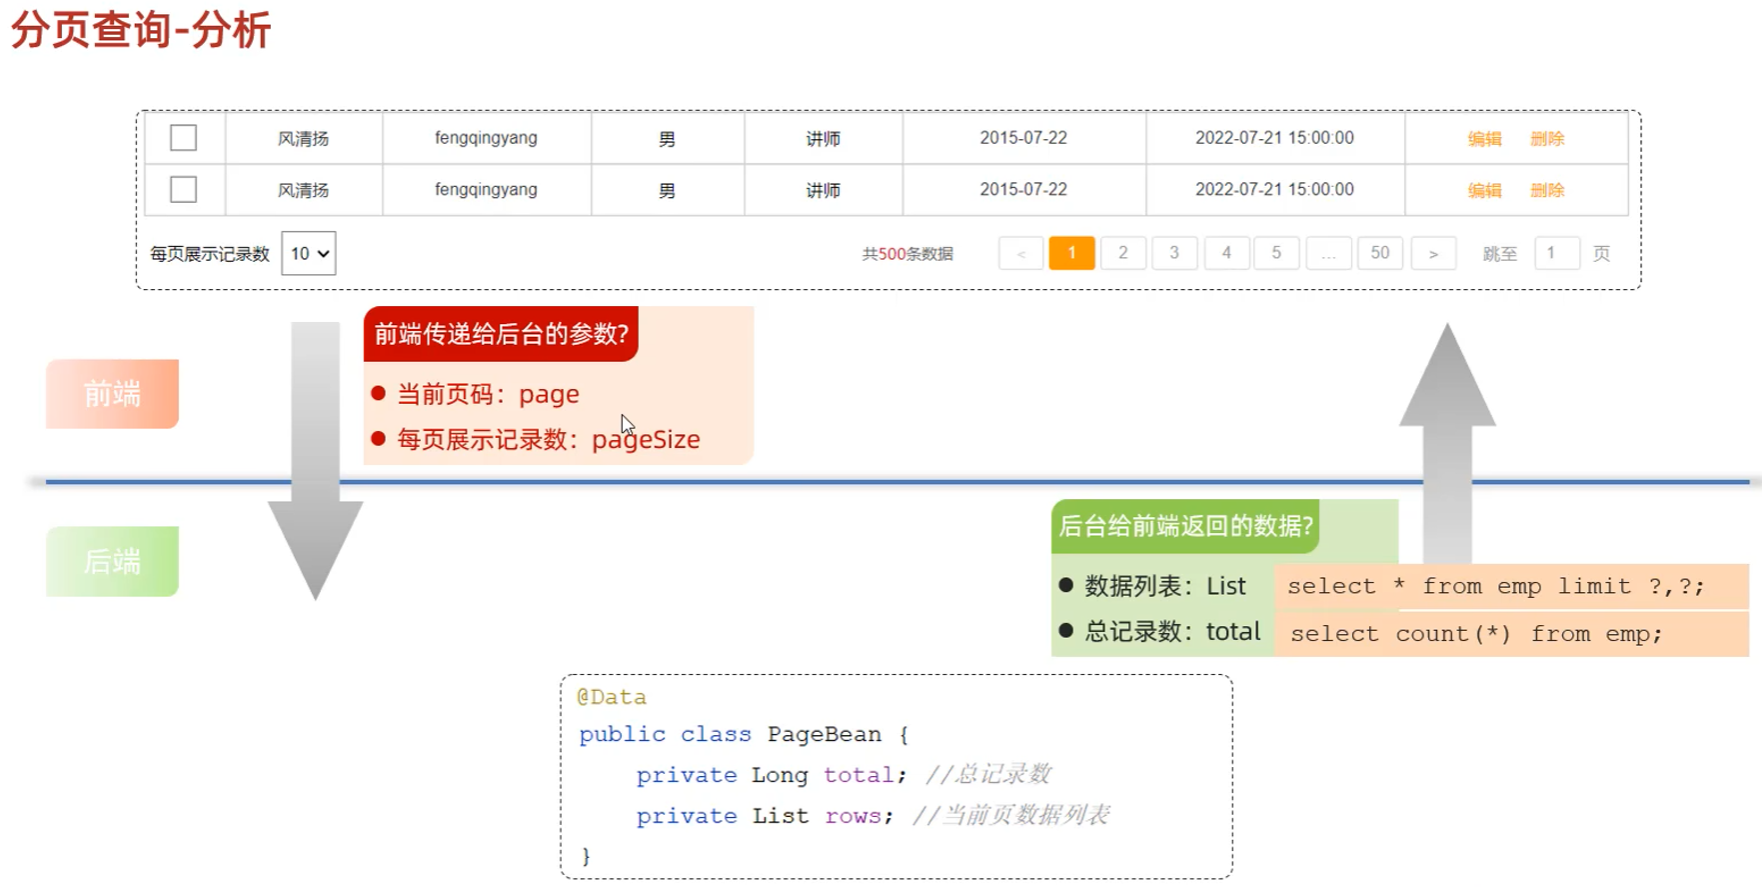 分页查询-分析
风清扬 fengqingyang 男 讲师 2015-07-22 2022-07-21 15:00:00 编辑 删除
风清扬 fengqingyang 男 讲师 2015-07-22 2022-07-21 15:00:00 编辑 删除
每页展示记录数 10 共500条数据 < 1 2 3 4 5 ... 50 > 跳至 1 页
前端传递给后台的参数?
前端
当前页码：page
每页展示记录数：pageSize
后端
后台给前端返回的数据?
数据列表：List select * from emp limit ?,?;
总记录数：total select count(*) from emp;
@Data
public class PageBean {
private Long total; //总记录数
private List rows; //当前页数据列表
}